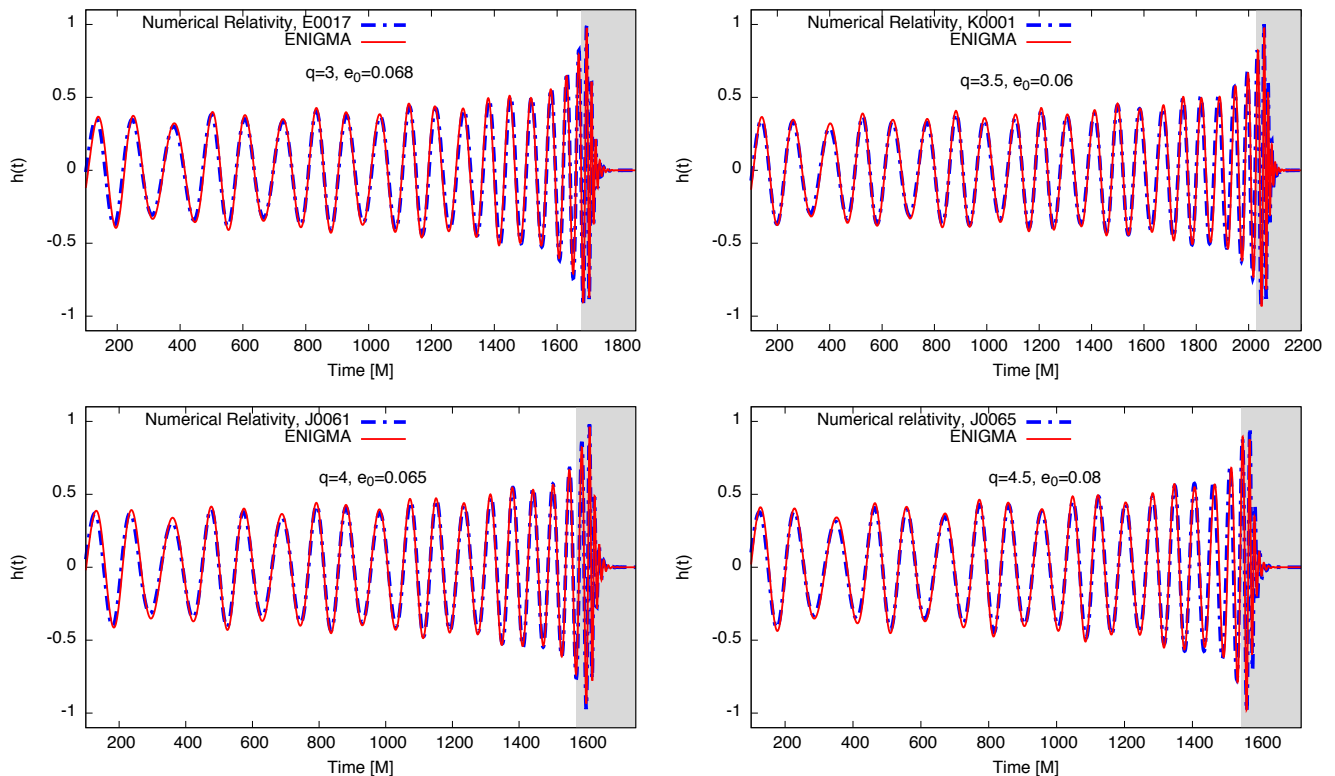 Numerical Relativity, E0017
ENIGMA
q=3, e₀=0.068
1
0.5
0
-0.5
-1
h(t)
200 400 600 800 1000 1200 1400 1600 1800
Time [M]
Numerical Relativity, K0001
ENIGMA
q=3.5, e₀=0.06
1
0.5
0
-0.5
-1
h(t)
200 400 600 800 1000 1200 1400 1600 1800 2000 2200
Time [M]
Numerical Relativity, J0061
ENIGMA
q=4, e₀=0.065
1
0.5
0
-0.5
-1
h(t)
200 400 600 800 1000 1200 1400 1600
Time [M]
Numerical relativity, J0065
ENIGMA
q=4.5, e₀=0.08
1
0.5
0
-0.5
-1
h(t)
200 400 600 800 1000 1200 1400 1600
Time [M]